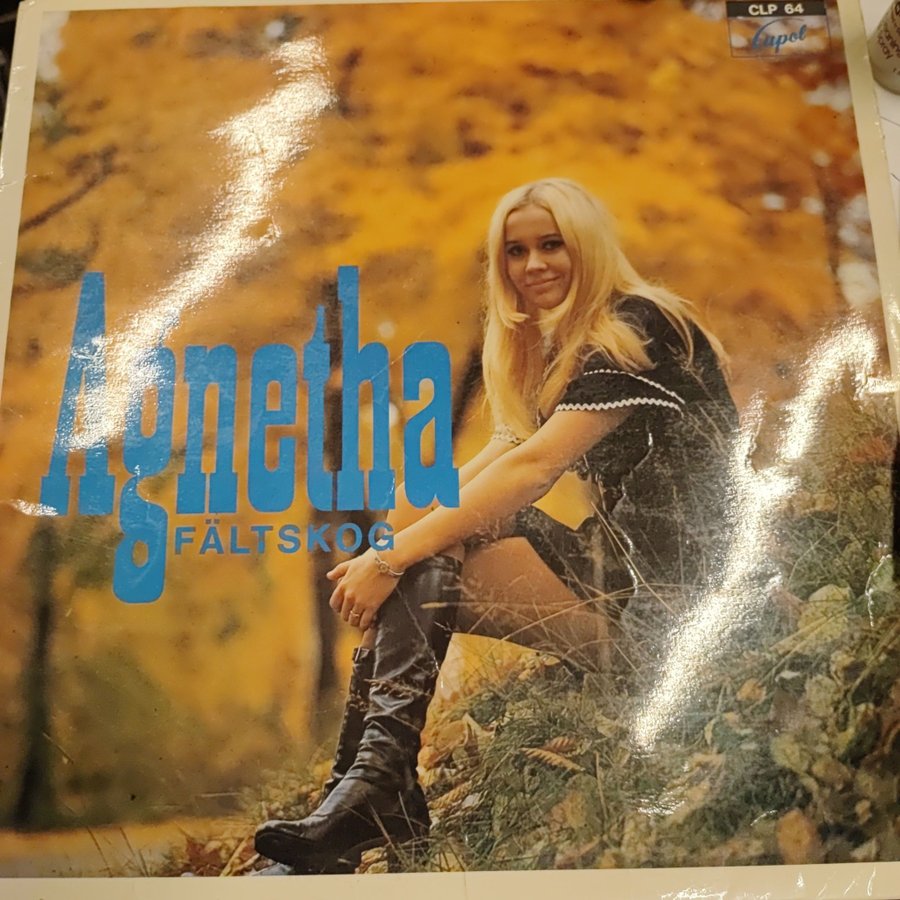 CLP 64
Cupol
Agnetha
FÄLTSKOG